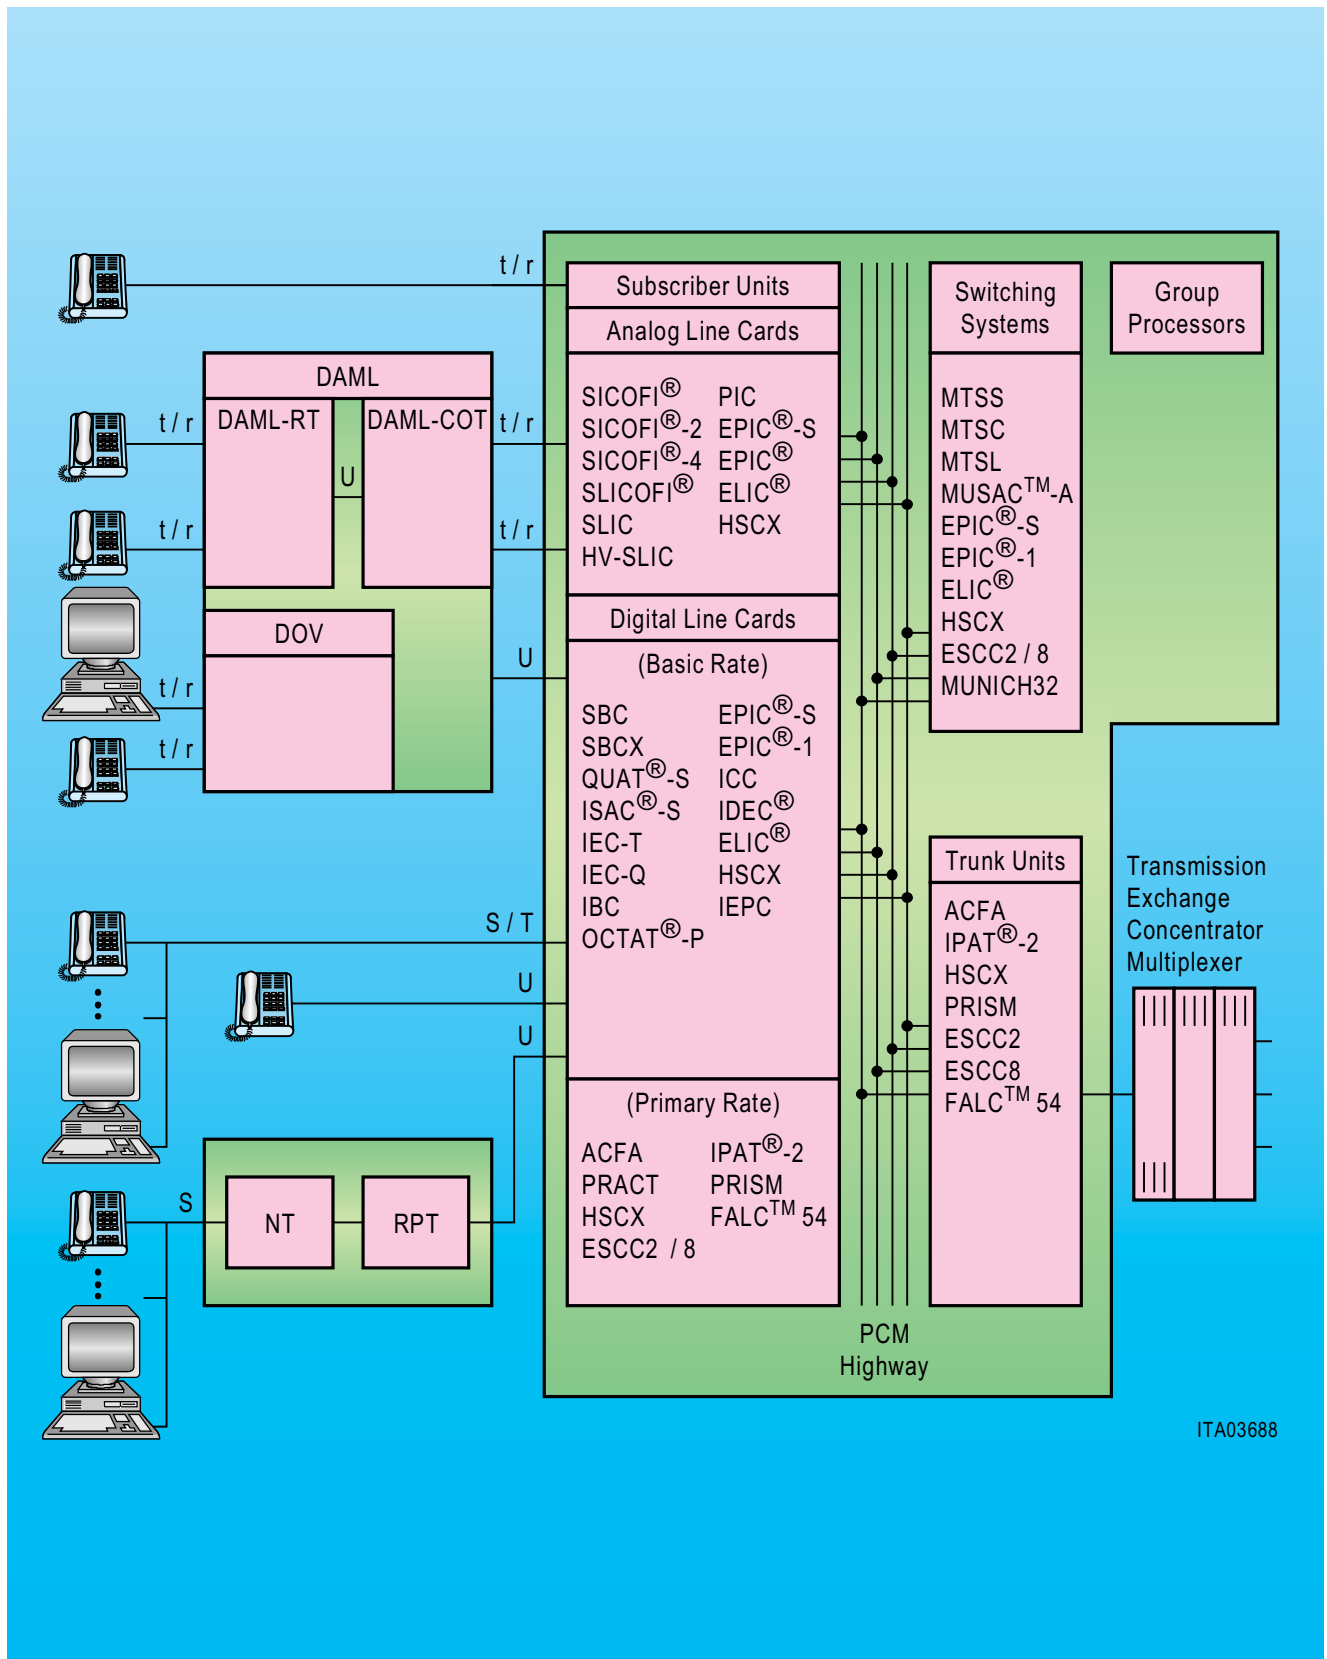 t / r
Subscriber Units
Analog Line Cards
SICOFI®
SICOFI®-2
SICOFI®-4
SLICOFI®
SLIC
HV-SLIC
PIC
EPIC®-S
EPIC®
ELIC®
HSCX
Switching
Systems
MTSS
MTSC
MTSL
MUSAC™-A
EPIC®-S
EPIC®-1
ELIC®
HSCX
ESCC2 / 8
MUNICH32
Group
Processors
DAML
DAML-RT
DAML-COT
U
t / r
t / r
t / r
t / r
DOV
t / r
t / r
U
Digital Line Cards
(Basic Rate)
SBC
SBCX
QUAT®-S
ISAC®-S
IEC-T
IEC-Q
IBC
OCTAT®-P
EPIC®-S
EPIC®-1
ICC
IDEC®
ELIC®
HSCX
IEPC
S / T
U
U
(Primary Rate)
ACFA
PRACT
HSCX
ESCC2 / 8
IPAT®-2
PRISM
FALC™ 54
S
NT
RPT
Trunk Units
ACFA
IPAT®-2
HSCX
PRISM
ESCC2
ESCC8
FALC™ 54
Transmission
Exchange
Concentrator
Multiplexer
PCM
Highway
ITA03688